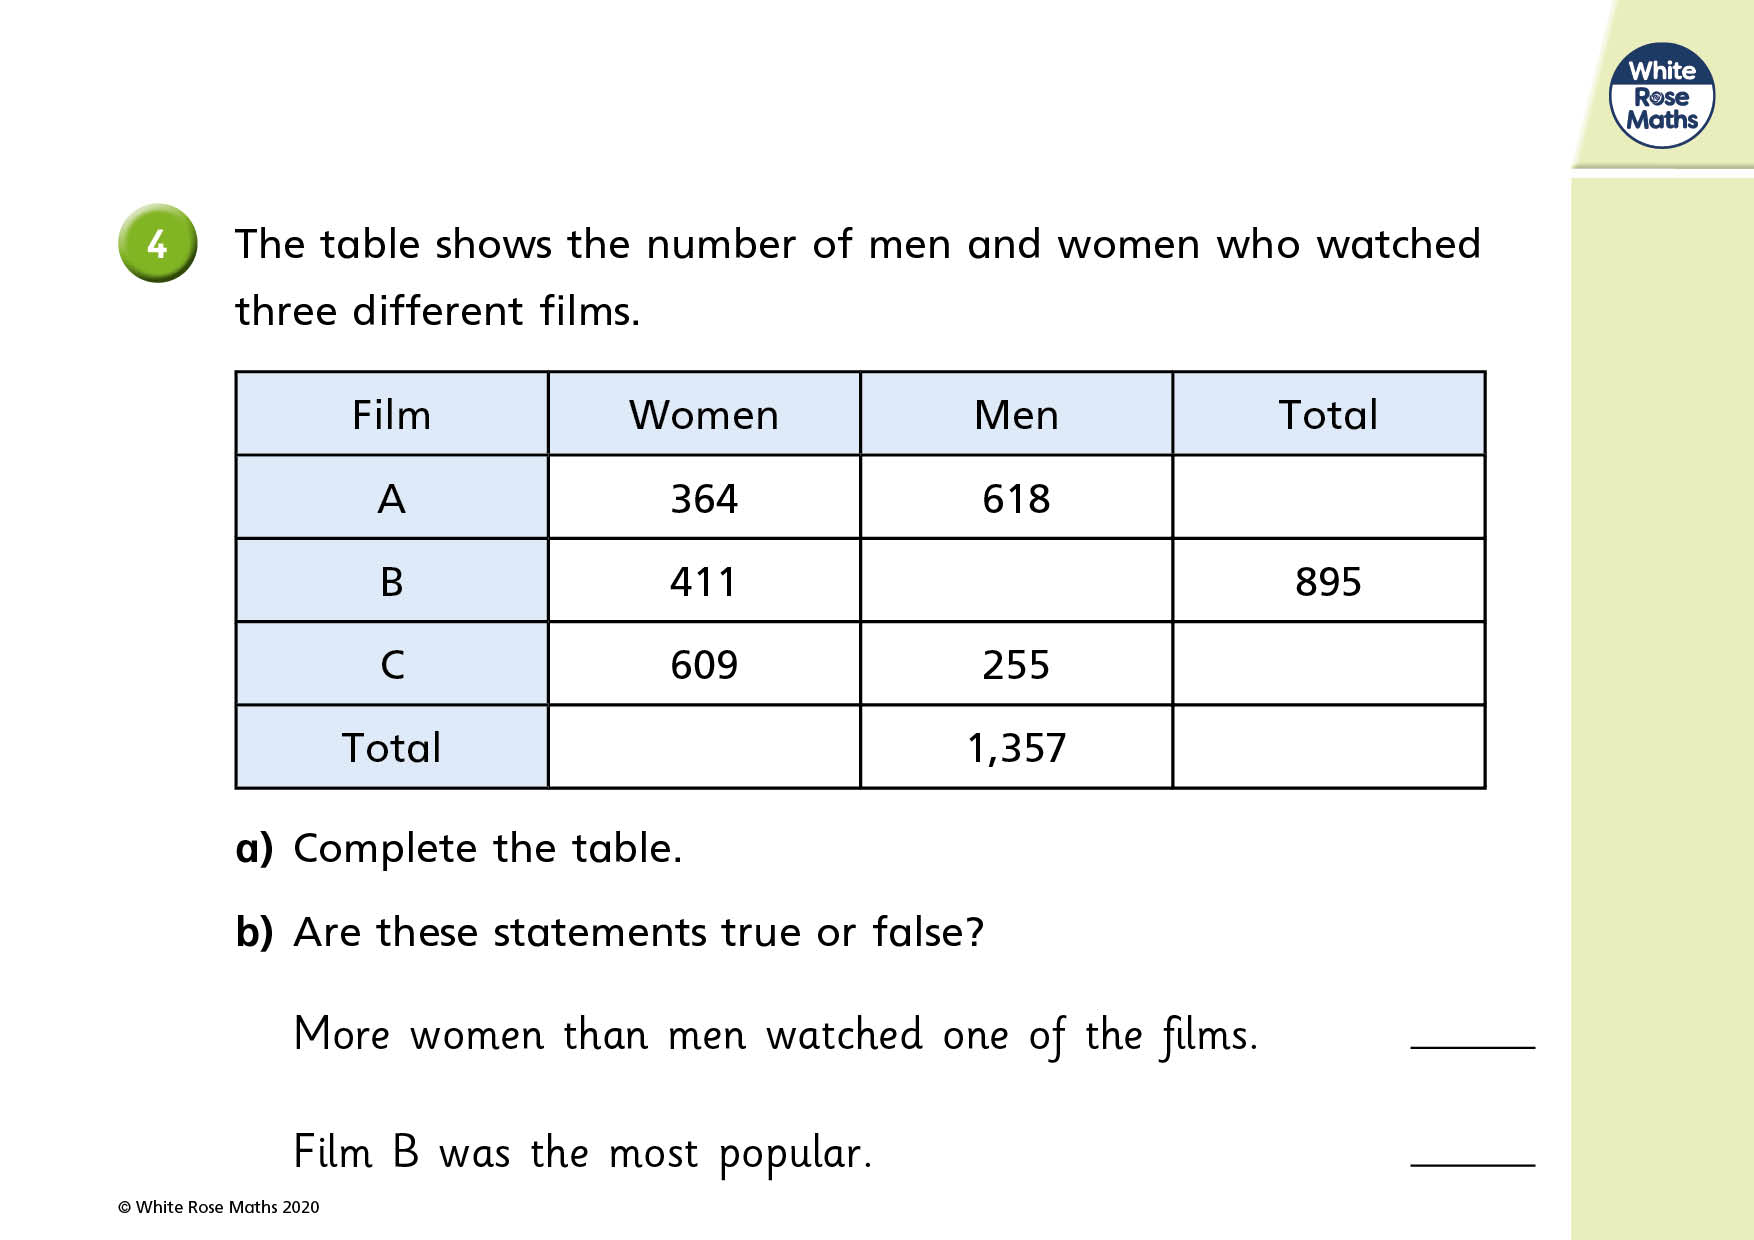 White
Rose
Maths
4 The table shows the number of men and women who watched
three different films.
Film Women Men Total
A 364 618
B 411 895
C 609 255
Total 1,357
a) Complete the table.
b) Are these statements true or false?
More women than men watched one of the films.
Film B was the most popular.
© White Rose Maths 2020